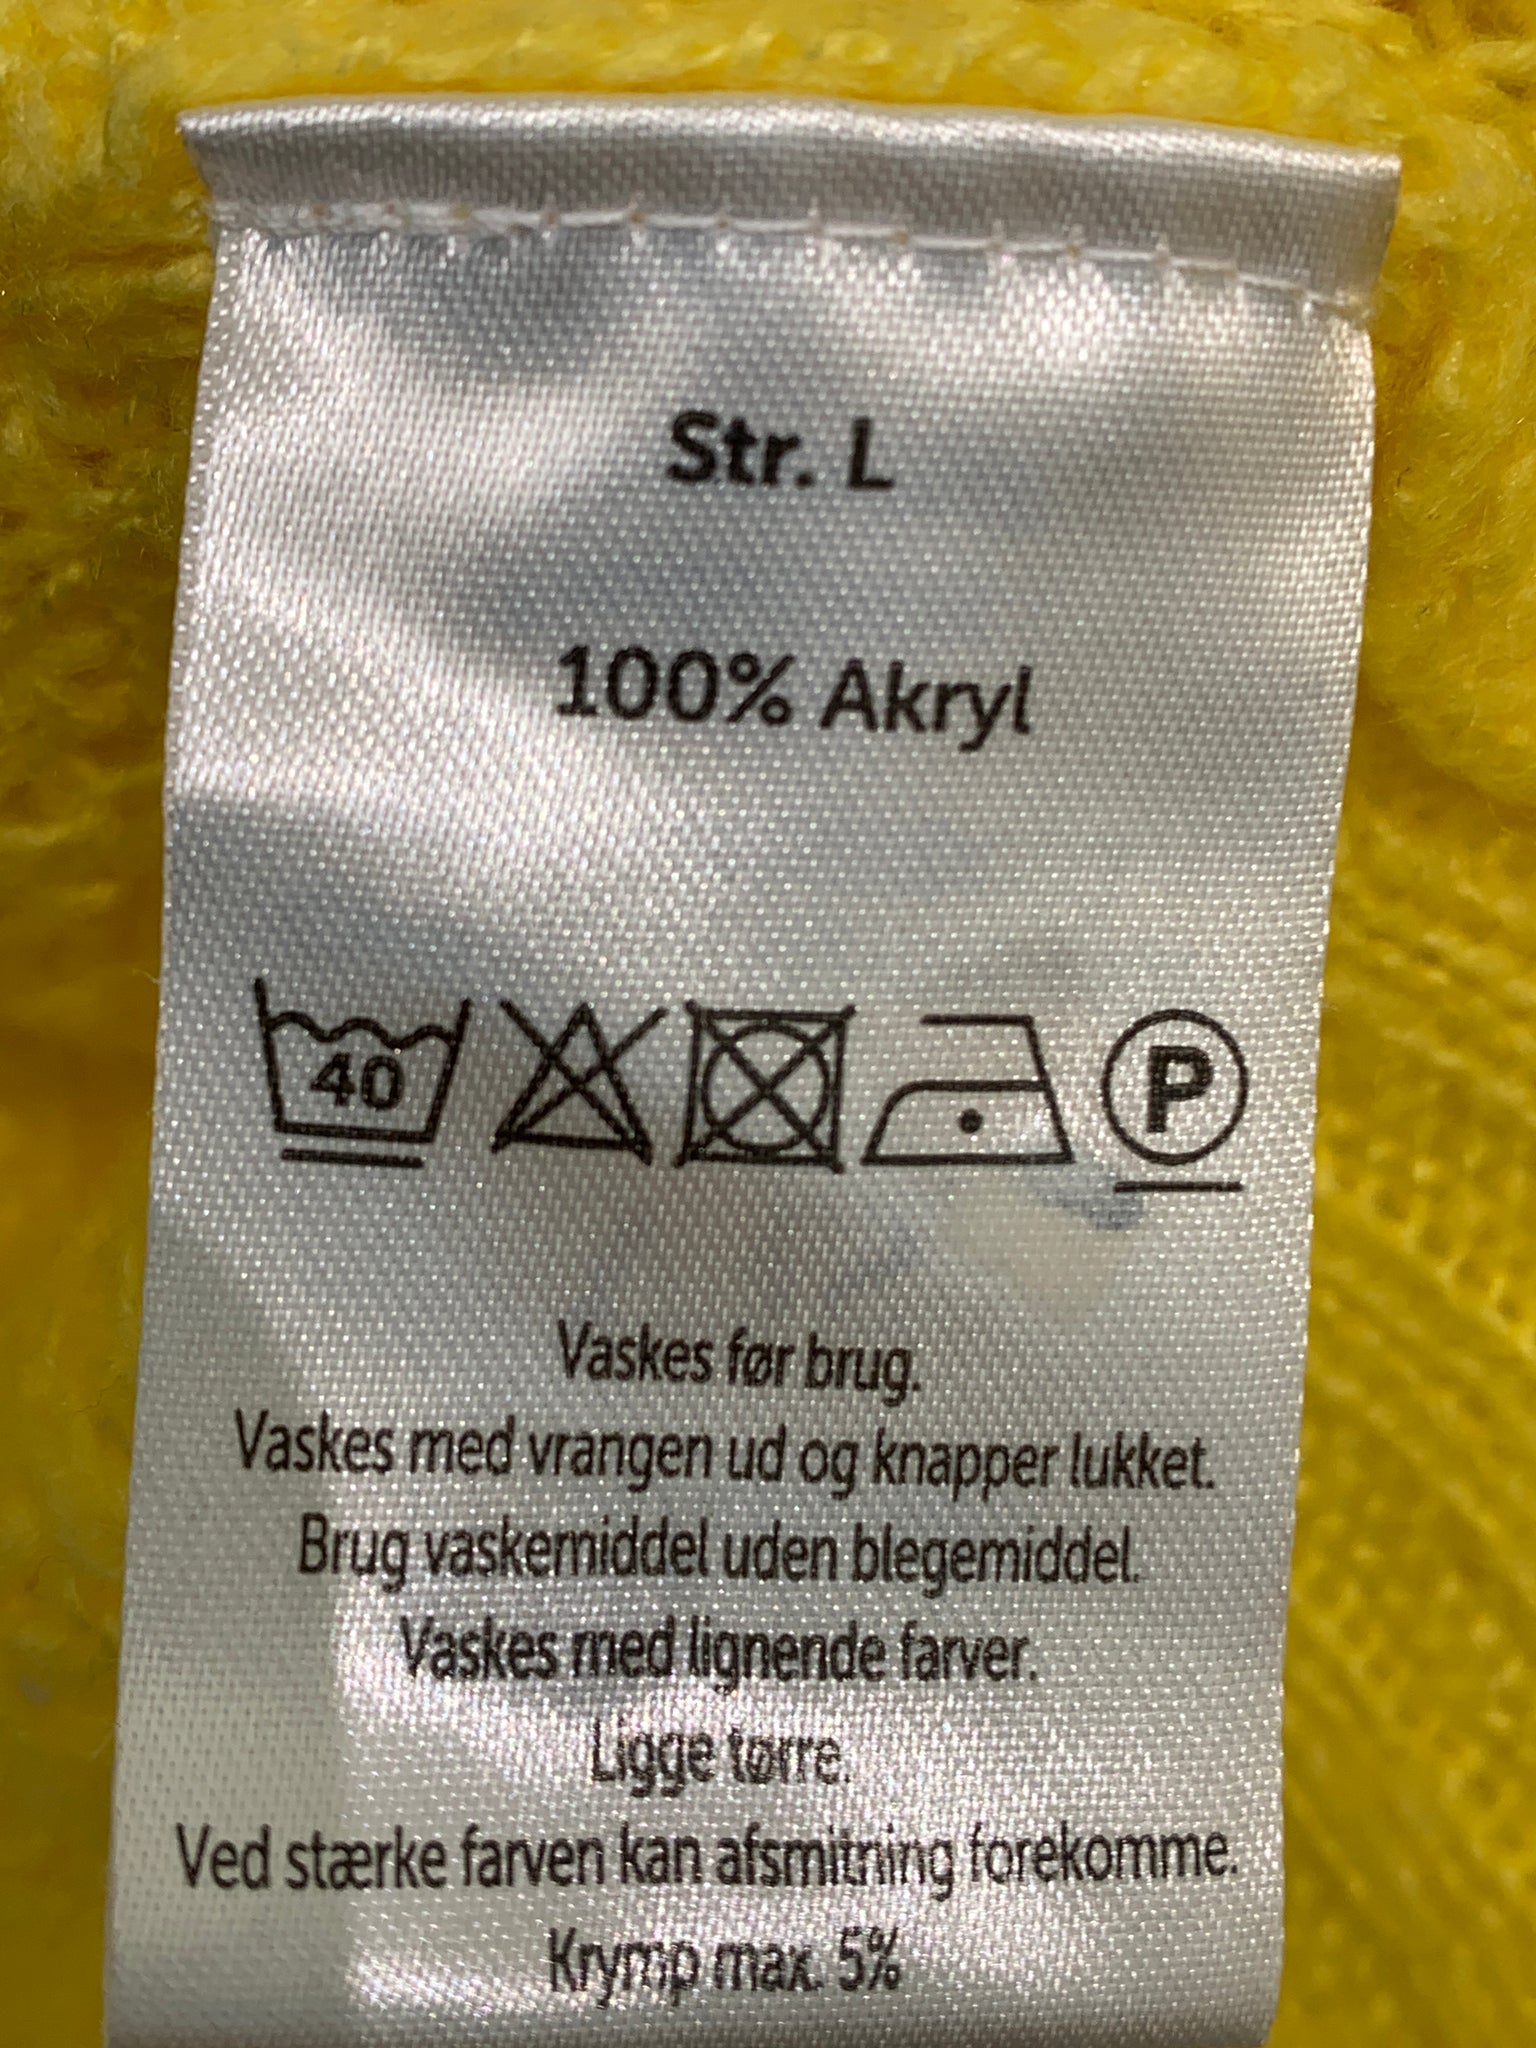 Str. L
100% Akryl
40 P
Vaskes før brug.
Vaskes med vrangen ud og knapper lukket.
Brug vaskemiddel uden blegemiddel.
Vaskes med lignende farver.
Ligge tørre.
Ved stærke farven kan afsmitning forekomme.
Krymp max. 5%